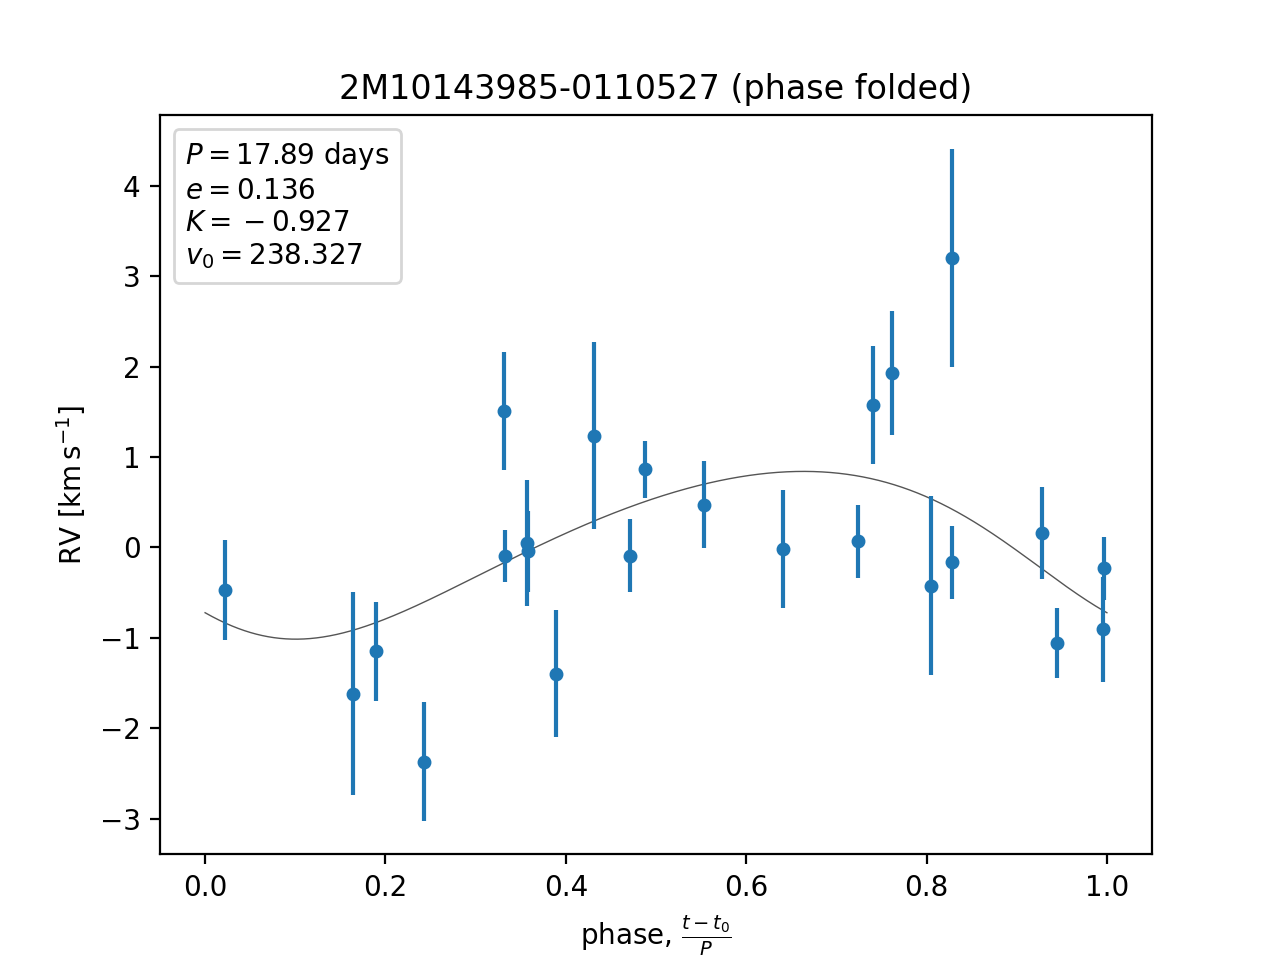 2M10143985-0110527 (phase folded)
P = 17.89 days
e = 0.136
K = −0.927
v₀ = 238.327
4
3
2
1
0
−1
−2
−3
RV [km s⁻¹]
0.0 0.2 0.4 0.6 0.8 1.0
phase, (t − t₀)/P